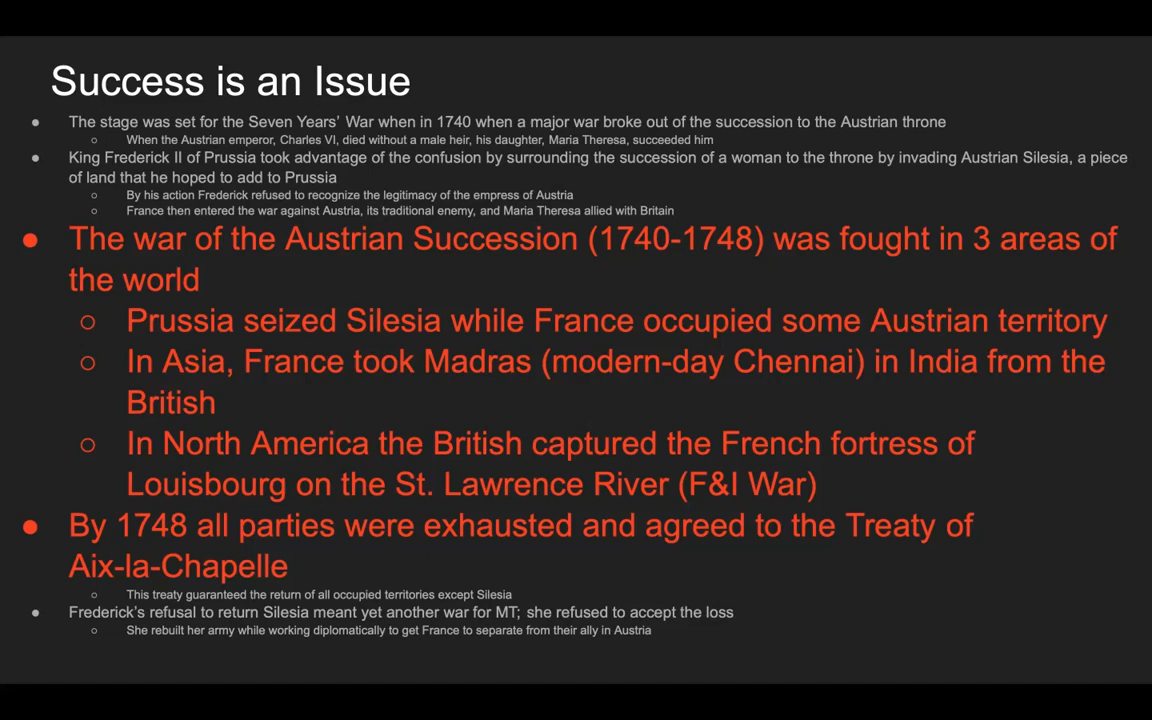 Success is an Issue
● The stage was set for the Seven Years' War when in 1740 when a major war broke out of the succession to the Austrian throne
○ When the Austrian emperor, Charles VI, died without a male heir, his daughter, Maria Theresa, succeeded him
● King Frederick II of Prussia took advantage of the confusion by surrounding the succession of a woman to the throne by invading Austrian Silesia, a piece
of land that he hoped to add to Prussia
○ By his action Frederick refused to recognize the legitimacy of the empress of Austria
○ France then entered the war against Austria, its traditional enemy, and Maria Theresa allied with Britain
● The war of the Austrian Succession (1740-1748) was fought in 3 areas of
the world
○ Prussia seized Silesia while France occupied some Austrian territory
○ In Asia, France took Madras (modern-day Chennai) in India from the
British
○ In North America the British captured the French fortress of
Louisbourg on the St. Lawrence River (F&I War)
● By 1748 all parties were exhausted and agreed to the Treaty of
Aix-la-Chapelle
○ This treaty guaranteed the return of all occupied territories except Silesia
● Frederick's refusal to return Silesia meant yet another war for MT; she refused to accept the loss
○ She rebuilt her army while working diplomatically to get France to separate from their ally in Austria